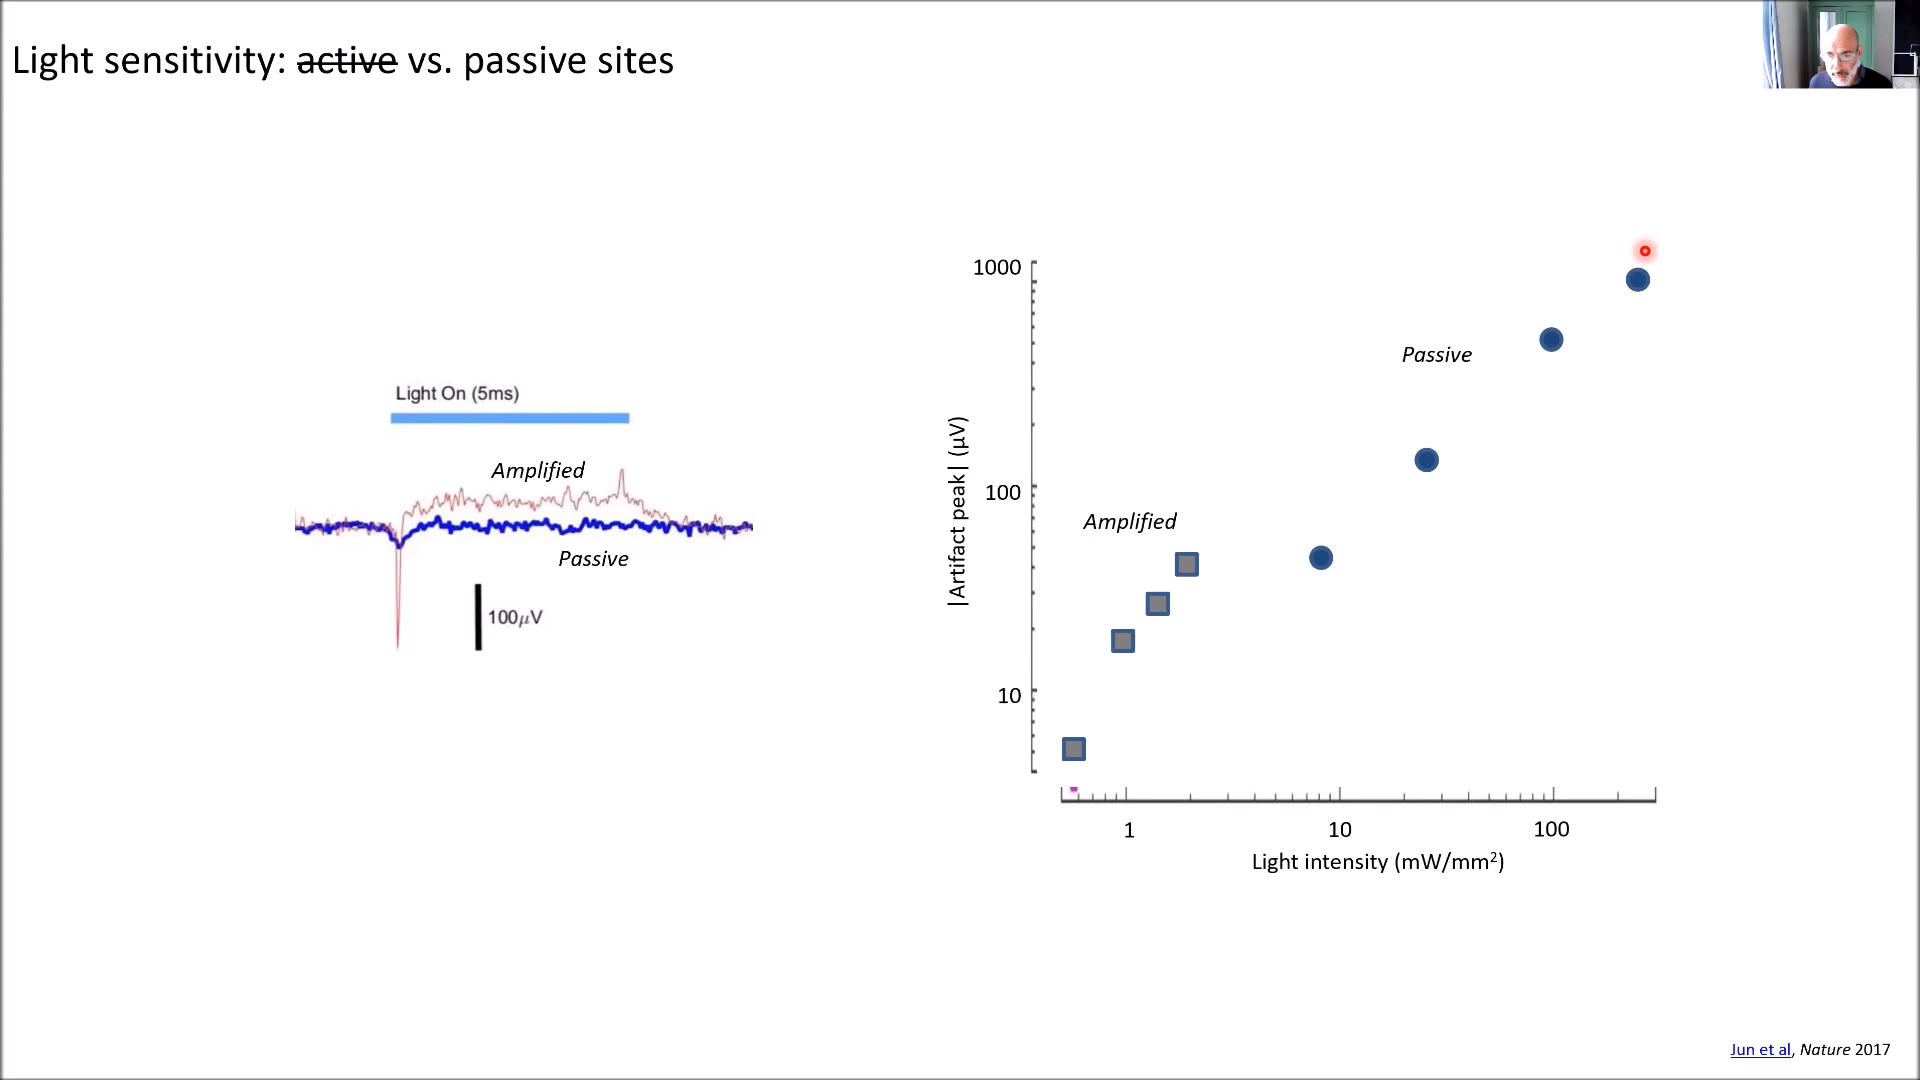 Light sensitivity: active vs. passive sites
Light On (5ms)
Amplified
Passive
100μV
1000
100
10
|Artifact peak| (μV)
Passive
Amplified
1
10
100
Light intensity (mW/mm²)
Jun et al, Nature 2017